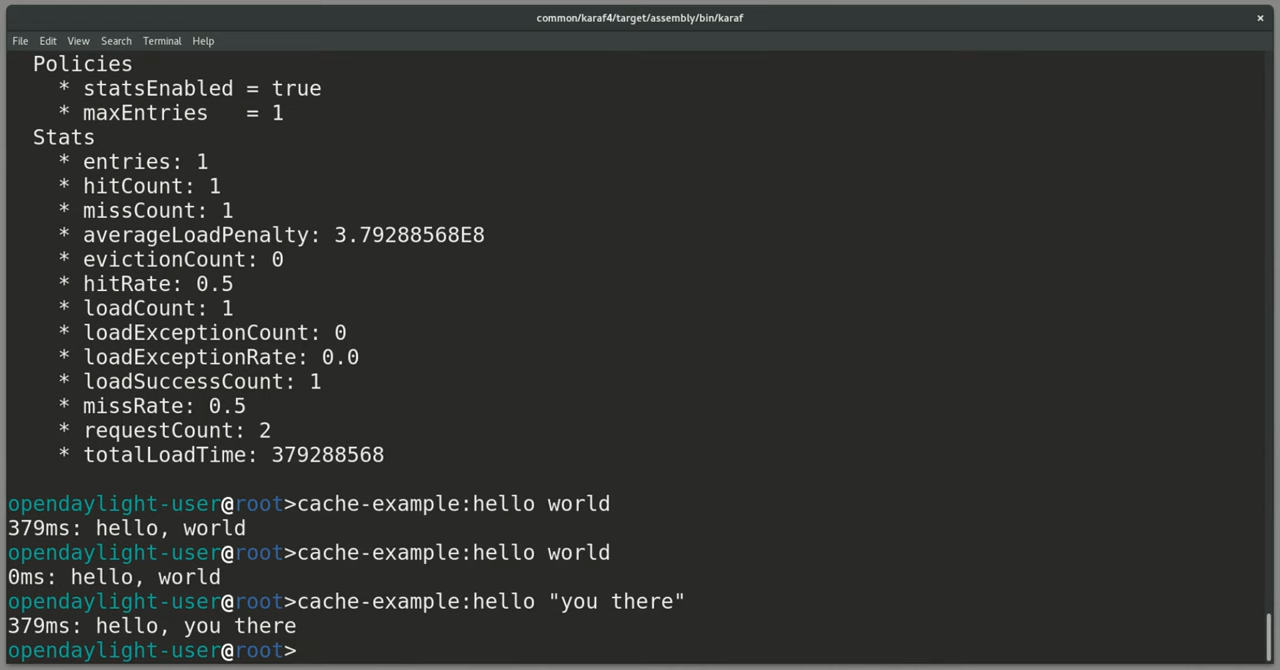 common/karaf4/target/assembly/bin/karaf
×
File Edit View Search Terminal Help
Policies
* statsEnabled = true
* maxEntries   = 1
Stats
* entries: 1
* hitCount: 1
* missCount: 1
* averageLoadPenalty: 3.79288568E8
* evictionCount: 0
* hitRate: 0.5
* loadCount: 1
* loadExceptionCount: 0
* loadExceptionRate: 0.0
* loadSuccessCount: 1
* missRate: 0.5
* requestCount: 2
* totalLoadTime: 379288568
opendaylight-user@root>cache-example:hello world
379ms: hello, world
opendaylight-user@root>cache-example:hello world
0ms: hello, world
opendaylight-user@root>cache-example:hello "you there"
379ms: hello, you there
opendaylight-user@root>